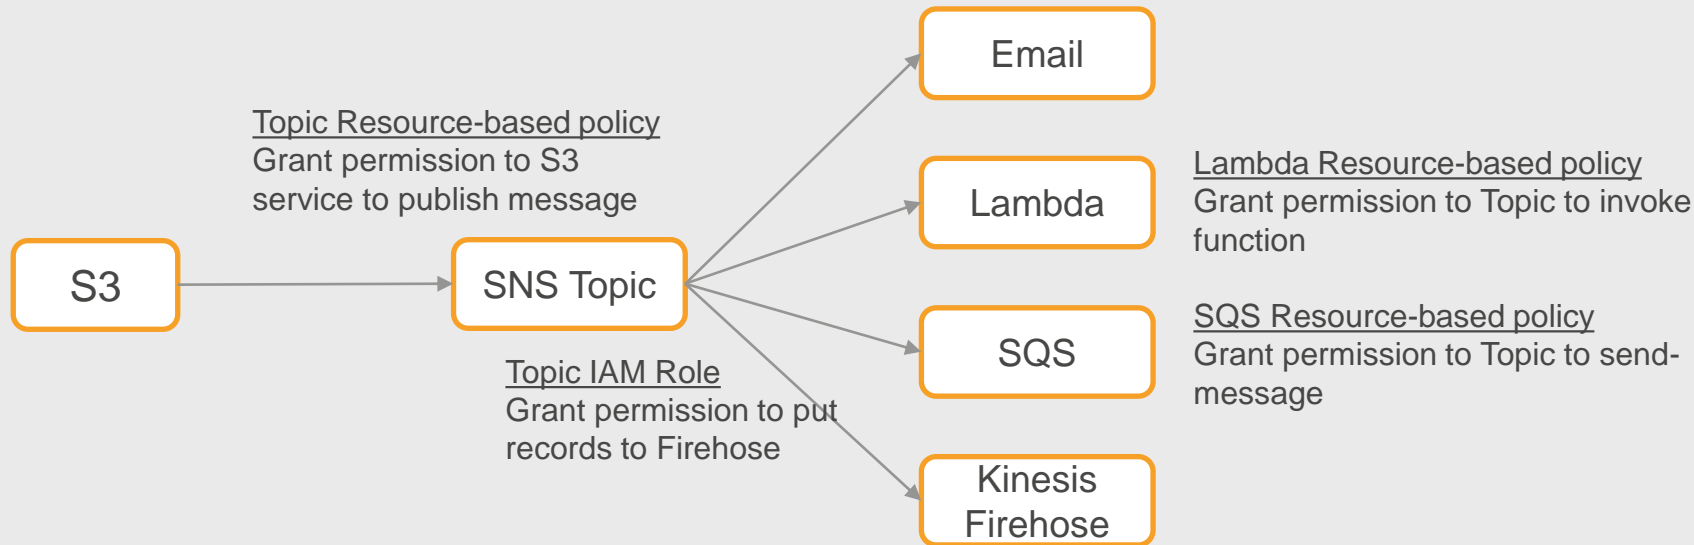 Email
Topic Resource-based policy
Grant permission to S3
service to publish message
Lambda
Lambda Resource-based policy
Grant permission to Topic to invoke
function
S3
SNS Topic
SQS
SQS Resource-based policy
Grant permission to Topic to send-
message
Topic IAM Role
Grant permission to put
records to Firehose
Kinesis
Firehose